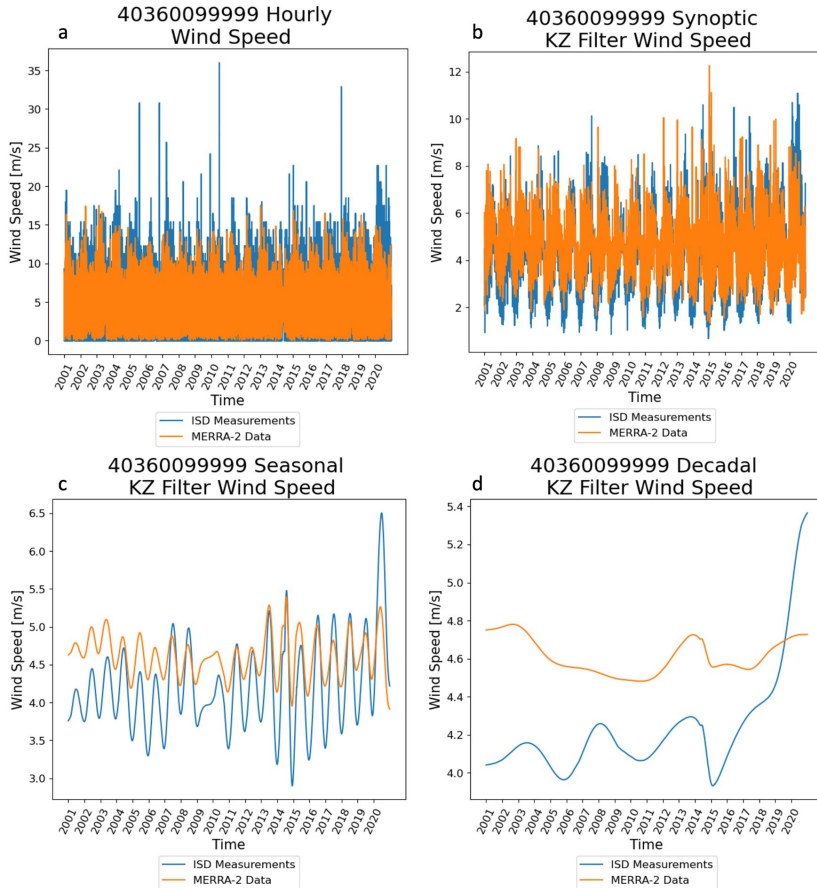 40360099999 Hourly
Wind Speed
a
Wind Speed [m/s]
35
30
25
20
15
10
5
0
2001 2002 2003 2004 2005 2006 2007 2008 2009 2010 2011 2012 2013 2014 2015 2016 2017 2018 2019 2020
Time
ISD Measurements
MERRA-2 Data
40360099999 Synoptic
KZ Filter Wind Speed
b
Wind Speed [m/s]
12
10
8
6
4
2
2001 2002 2003 2004 2005 2006 2007 2008 2009 2010 2011 2012 2013 2014 2015 2016 2017 2018 2019 2020
Time
ISD Measurements
MERRA-2 Data
40360099999 Seasonal
KZ Filter Wind Speed
c
Wind Speed [m/s]
6.5
6.0
5.5
5.0
4.5
4.0
3.5
3.0
2001 2002 2003 2004 2005 2006 2007 2008 2009 2010 2011 2012 2013 2014 2015 2016 2017 2018 2019 2020
Time
ISD Measurements
MERRA-2 Data
40360099999 Decadal
KZ Filter Wind Speed
d
Wind Speed [m/s]
5.4
5.2
5.0
4.8
4.6
4.4
4.2
4.0
2001 2002 2003 2004 2005 2006 2007 2008 2009 2010 2011 2012 2013 2014 2015 2016 2017 2018 2019 2020
Time
ISD Measurements
MERRA-2 Data